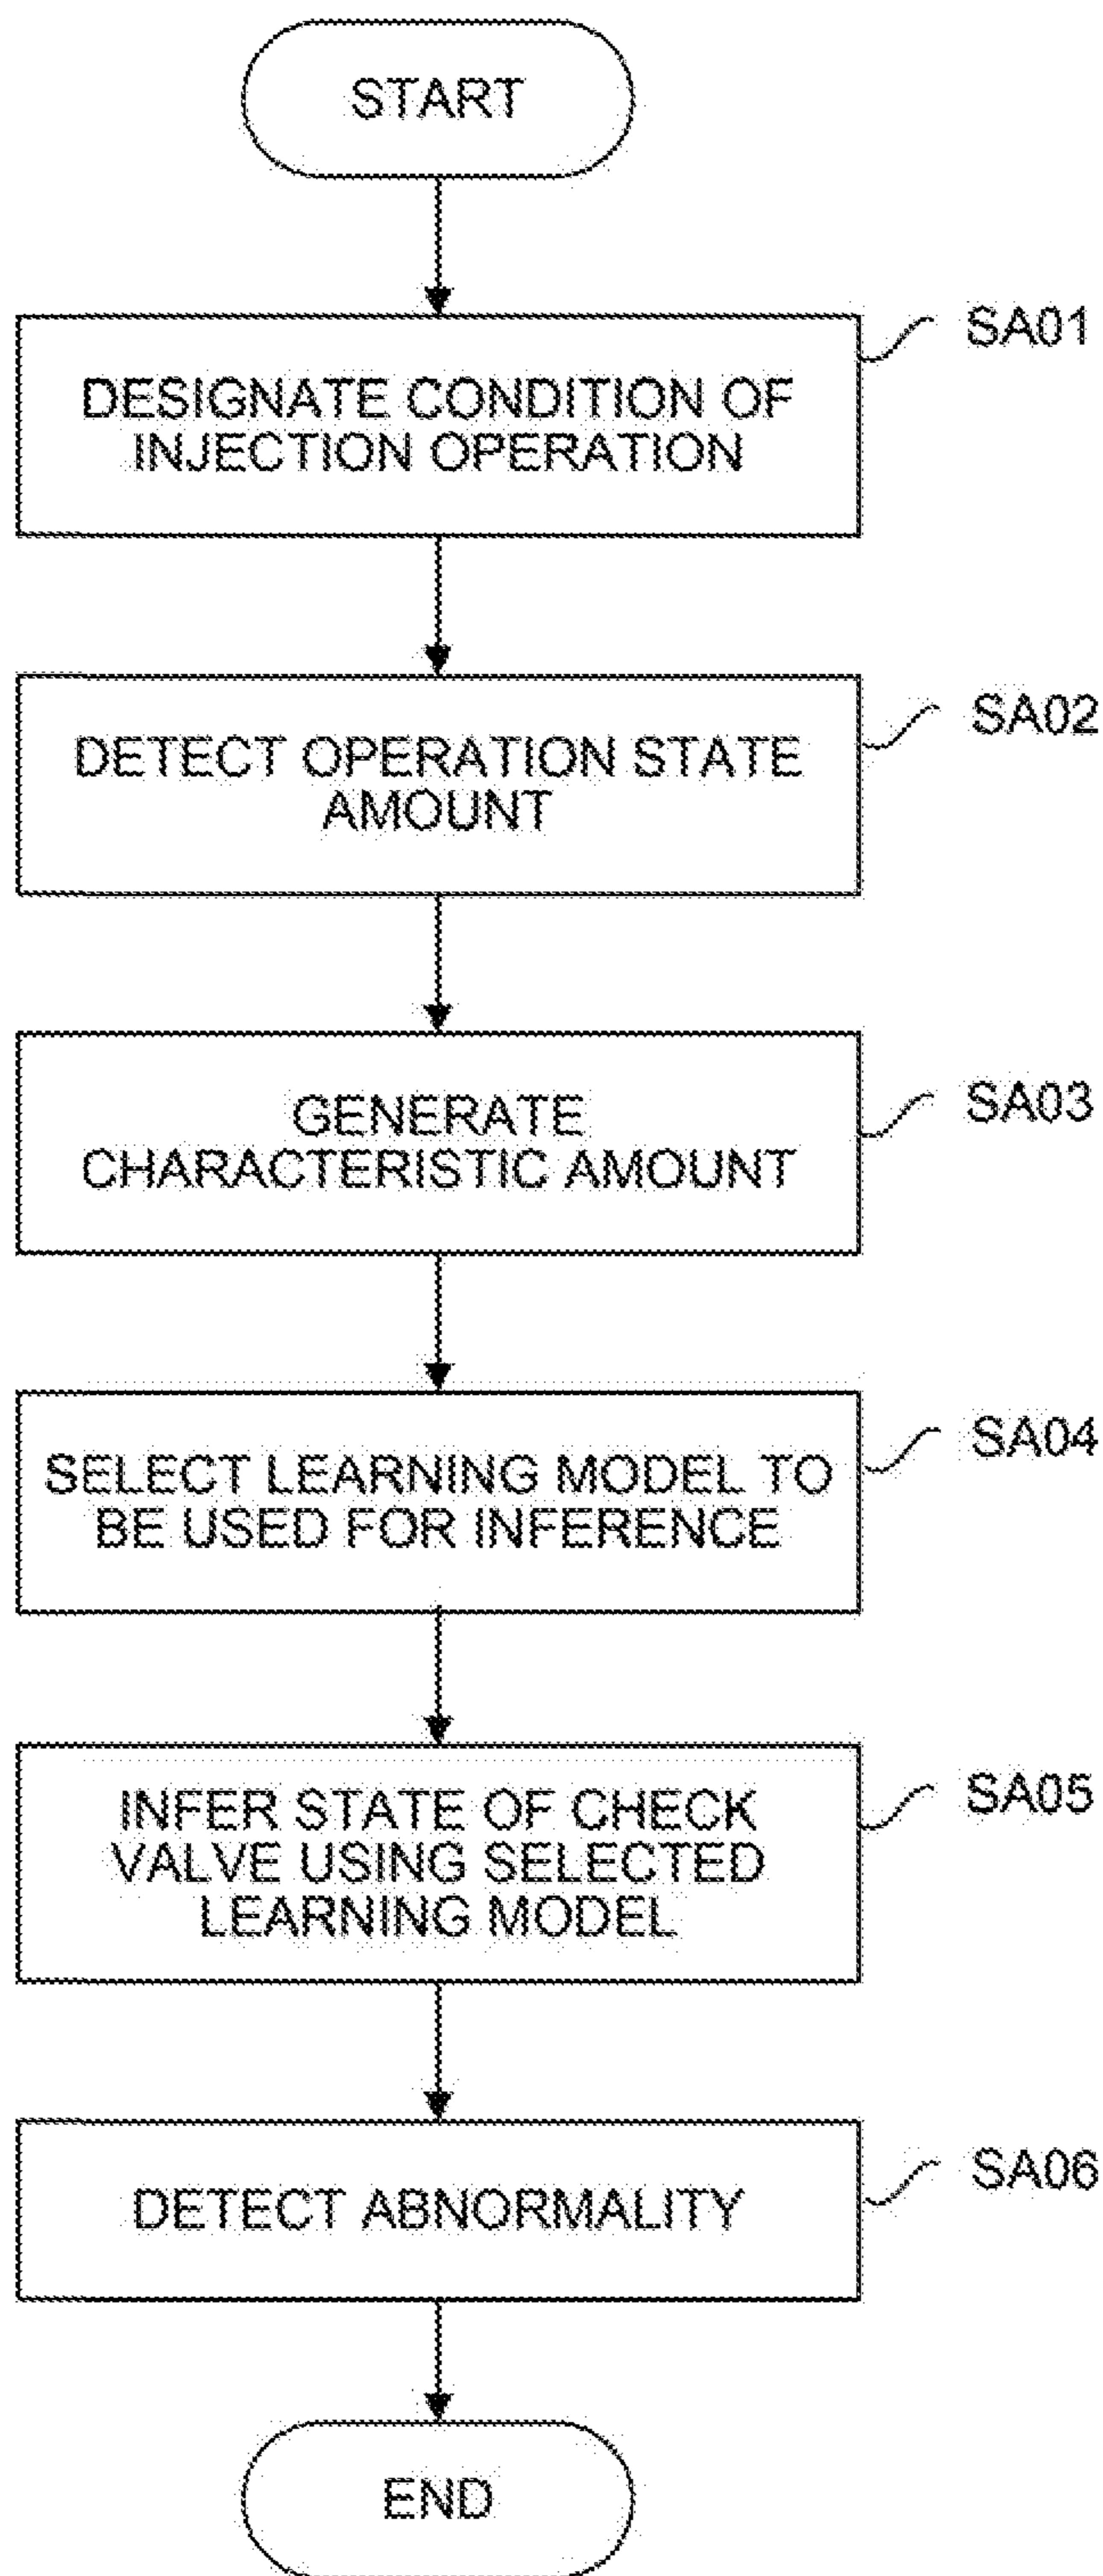 START
SA01
DESIGNATE CONDITION OF
INJECTION OPERATION
SA02
DETECT OPERATION STATE
AMOUNT
SA03
GENERATE
CHARACTERISTIC AMOUNT
SA04
SELECT LEARNING MODEL TO
BE USED FOR INFERENCE
SA05
INFER STATE OF CHECK
VALVE USING SELECTED
LEARNING MODEL
SA06
DETECT ABNORMALITY
END